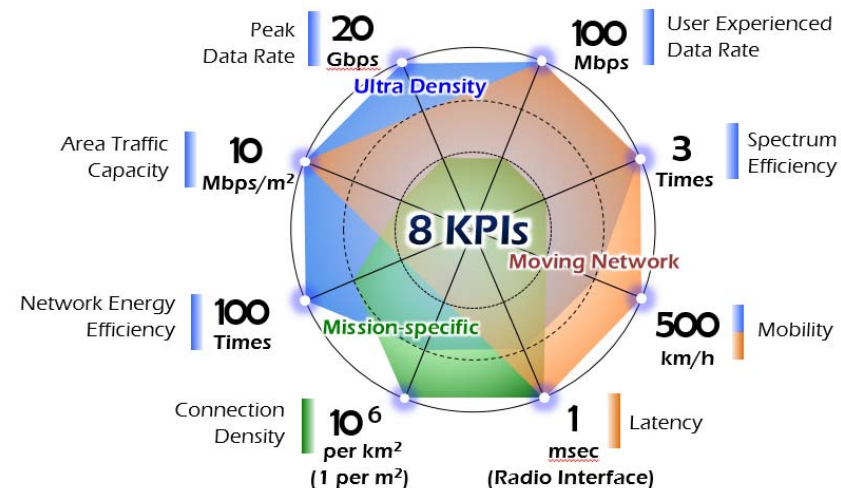 Peak
Data Rate
20
Gbps
100
Mbps
User Experienced
Data Rate
Ultra Density
Area Traffic
Capacity
10
Mbps/m²
3
Times
Spectrum
Efficiency
8 KPIs
Moving Network
Network Energy
Efficiency
100
Times
Mission-specific
500
km/h
Mobility
Connection
Density
10⁶
per km²
(1 per m²)
1
msec
(Radio Interface)
Latency